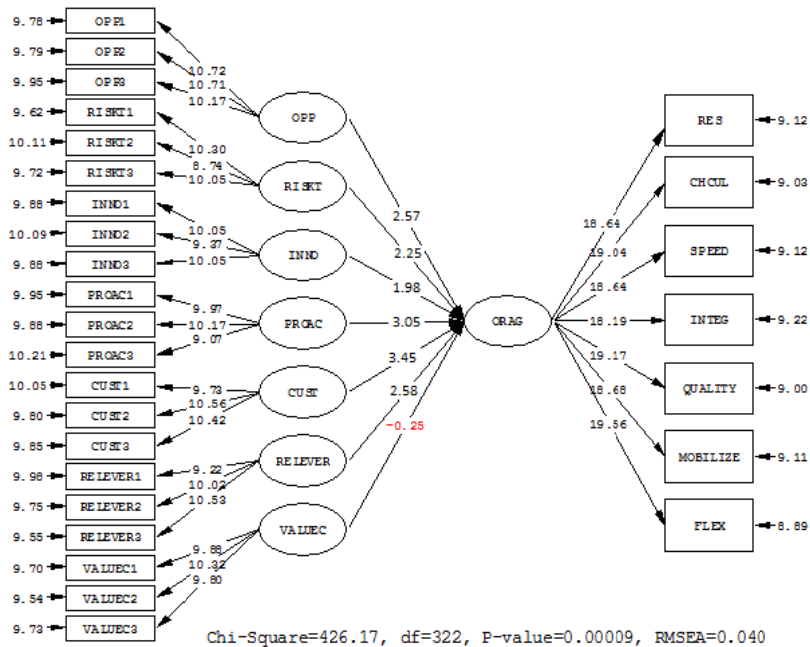 9.78 OPP1
9.79 OPP2
9.95 OPP3
9.62 RISKT1
10.11 RISKT2
9.72 RISKT3
9.88 INNO1
10.09 INNO2
9.88 INNO3
9.95 PROAC1
9.88 PROAC2
10.21 PROAC3
10.05 CUST1
9.80 CUST2
9.85 CUST3
9.98 RELEVER1
9.75 RELEVER2
9.55 RELEVER3
9.70 VALUEC1
9.54 VALUEC2
9.73 VALUEC3
10.72
10.71
10.17
10.30
8.74
10.05
10.05
9.37
10.05
9.97
10.17
9.07
9.73
10.56
10.42
9.22
10.02
10.53
9.88
10.32
9.80
OPP
RISKT
INNO
PROAC
CUST
RELEVER
VALUEC
2.57
2.25
1.98
3.05
3.45
2.58
-0.25
ORAG
18.64
19.04
18.64
18.19
19.17
18.68
19.56
RES 9.12
CHCUL 9.03
SPEED 9.12
INTEG 9.22
QUALITY 9.00
MOBILIZE 9.11
FLEX 8.89
Chi-Square=426.17, df=322, P-value=0.00009, RMSEA=0.040